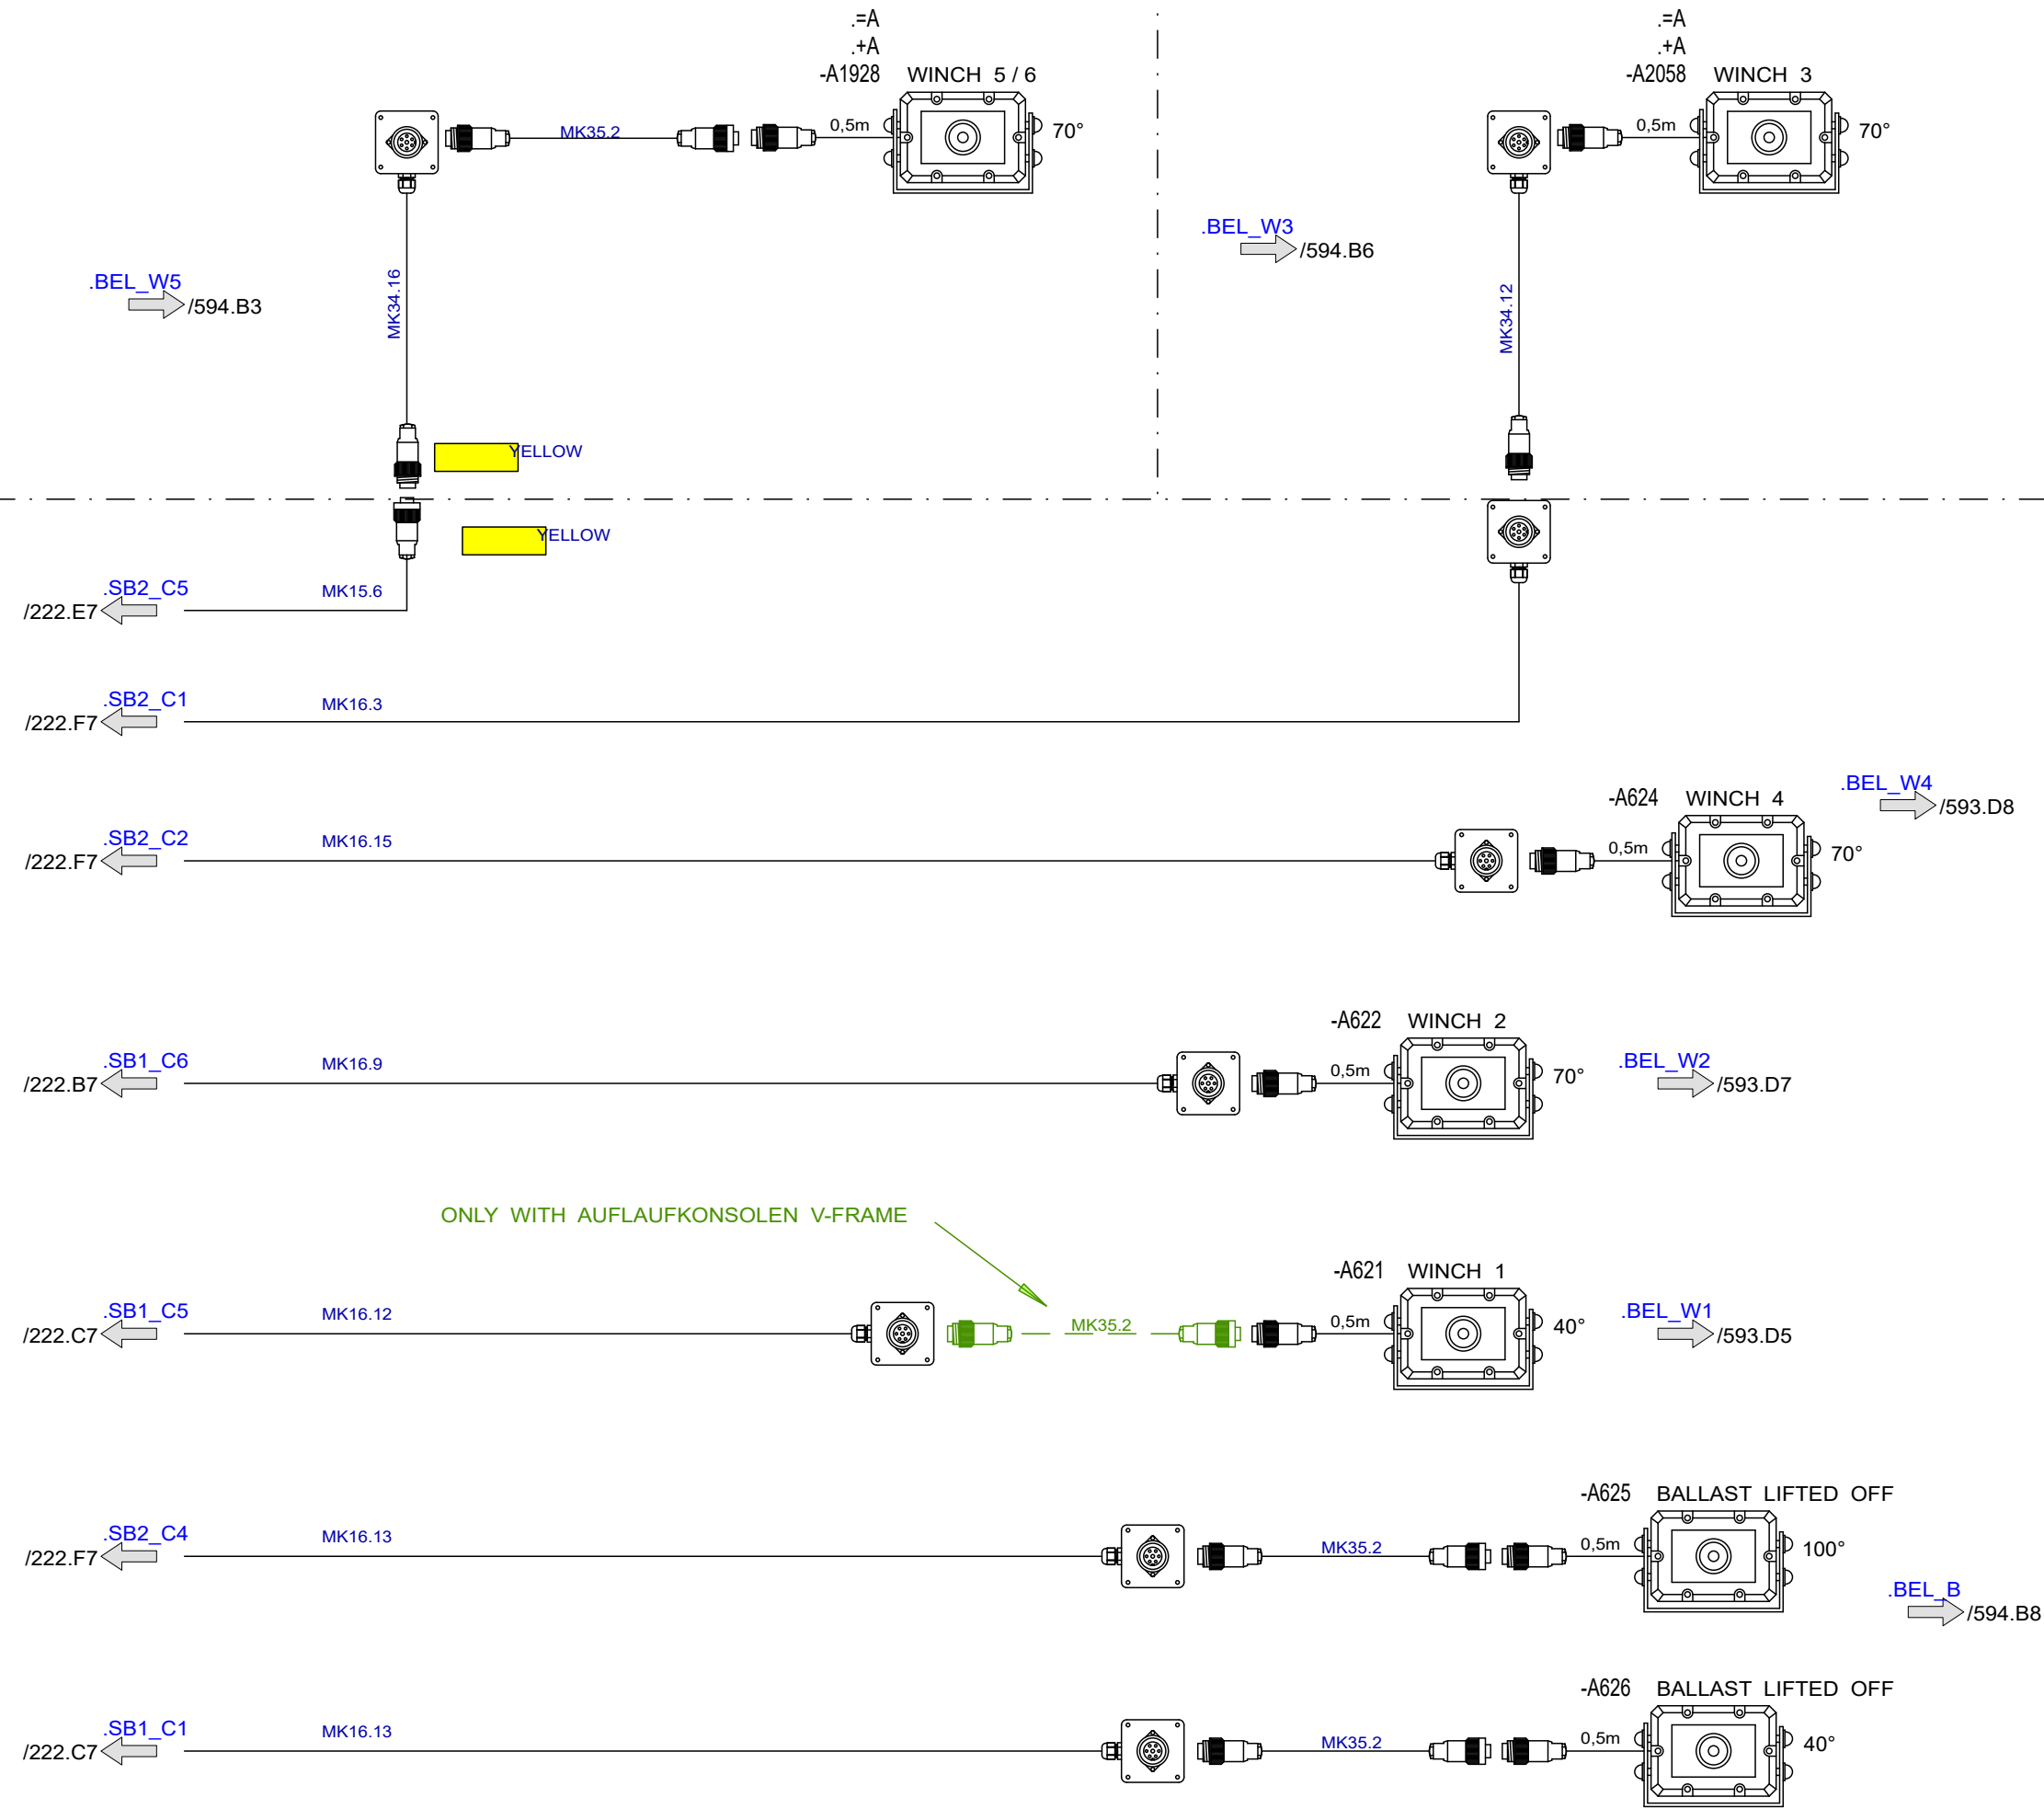 .=A
.+A
-A1928 WINCH 5 / 6
0,5m
70°
MK35.2
.BEL_W5
/594.B3
MK34.16
YELLOW
YELLOW
.=A
.+A
-A2058 WINCH 3
0,5m
70°
.BEL_W3
/594.B6
MK34.12
.SB2_C5
/222.E7
MK15.6
.SB2_C1
/222.F7
MK16.3
-A624 WINCH 4
.BEL_W4
/593.D8
.SB2_C2
/222.F7
MK16.15
0,5m
70°
-A622 WINCH 2
.SB1_C6
/222.B7
MK16.9
0,5m
70°
.BEL_W2
/593.D7
ONLY WITH AUFLAUFKONSOLEN V-FRAME
-A621 WINCH 1
.SB1_C5
/222.C7
MK16.12
MK35.2
0,5m
40°
.BEL_W1
/593.D5
-A625 BALLAST LIFTED OFF
.SB2_C4
/222.F7
MK16.13
MK35.2
0,5m
100°
.BEL_B
/594.B8
-A626 BALLAST LIFTED OFF
.SB1_C1
/222.C7
MK16.13
MK35.2
0,5m
40°